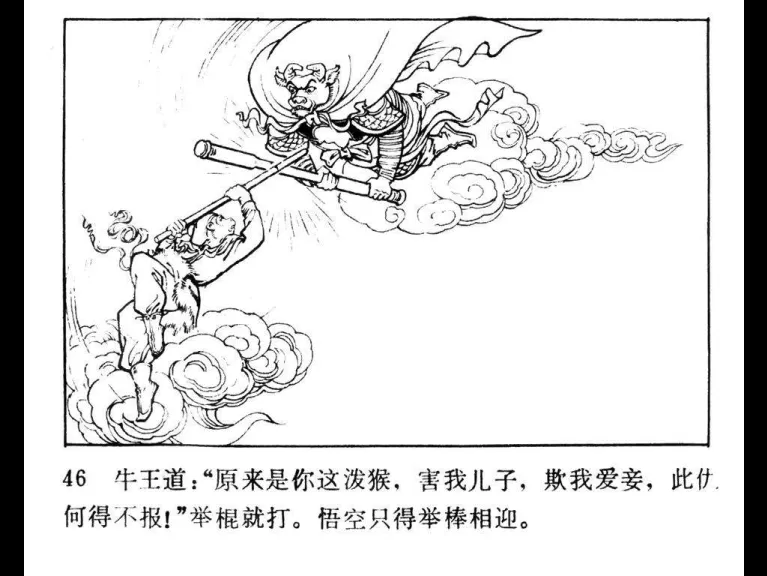 46 牛王道：“原来是你这泼猴，害我儿子，欺我爱妾，此仇
何得不报！”举棍就打。悟空只得举棒相迎。